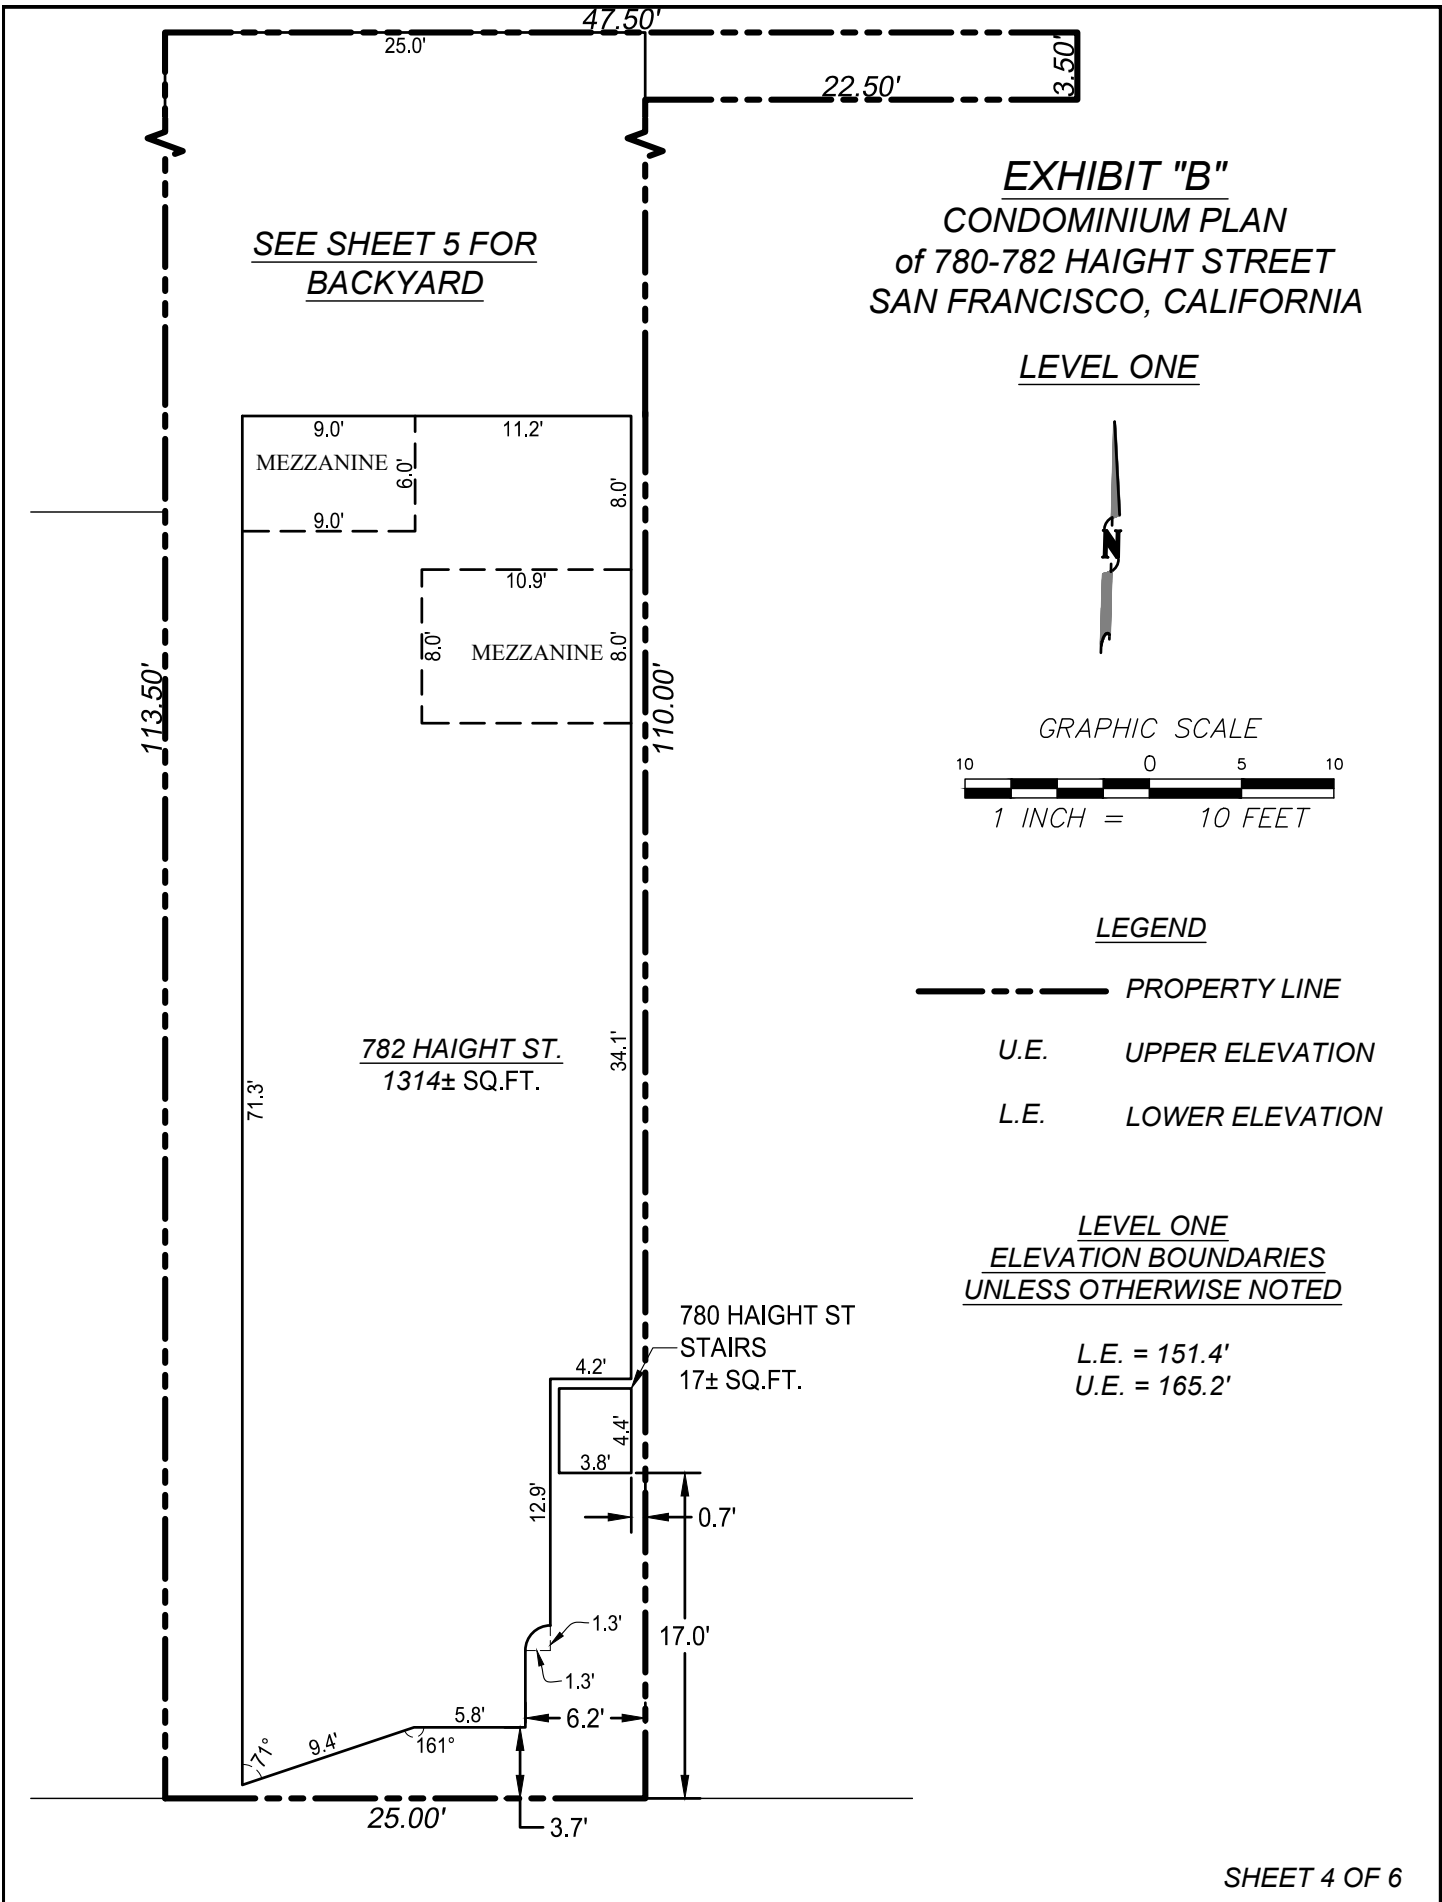 47.50'
25.0'
22.50'
3.50'
EXHIBIT "B"
CONDOMINIUM PLAN
of 780-782 HAIGHT STREET
SAN FRANCISCO, CALIFORNIA
LEVEL ONE
SEE SHEET 5 FOR
BACKYARD
9.0'
11.2'
MEZZANINE
6.0'
8.0'
9.0'
N
10.9'
8.0'
MEZZANINE
8.0'
113.50'
110.00'
GRAPHIC SCALE
10 0 5 10
1 INCH = 10 FEET
LEGEND
PROPERTY LINE
U.E. UPPER ELEVATION
L.E. LOWER ELEVATION
782 HAIGHT ST.
1314± SQ.FT.
34.1'
71.3'
LEVEL ONE
ELEVATION BOUNDARIES
UNLESS OTHERWISE NOTED
L.E. = 151.4'
U.E. = 165.2'
780 HAIGHT ST
STAIRS
17± SQ.FT.
4.2'
4.4'
3.8'
12.9'
0.7'
1.3'
17.0'
1.3'
5.8'
6.2'
9.4'
71°
161°
25.00'
3.7'
SHEET 4 OF 6